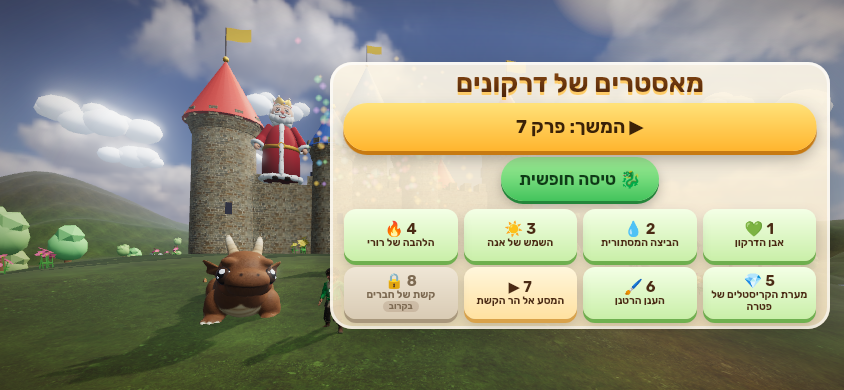 מאסטרים של דרקונים
▶ המשך: פרק 7
🐉 טיסה חופשית
1 💚
אבן הדרקון
2 💧
הביצה המסתורית
3 ☀️
השמש של אנה
4 🔥
הלהבה של רורי
5 💎
מערת הקריסטלים של
פטרה
6 🖌️
הענן הרטנן
7 ▶
המסע אל הר הקשת
8 🔒
קשת של חברים
בקרוב